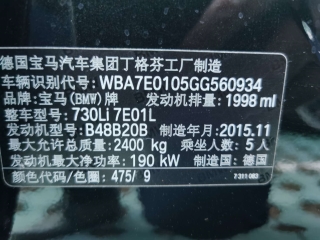 德国宝马汽车集团丁格芬工厂制造
车辆识别代号: WBA7E0105GG560934
品牌: 宝马(BMW)牌 发动机排量: 1998 ml
整车型号: 730Li 7E01L
发动机型号: B48B20B 制造年月: 2015.11
最大允许总质量: 2400 kg 乘坐人数: 5人
发动机最大净功率: 190 kW 制造国: 德国
颜色代码/色圈: 475/ 9 7 311 083